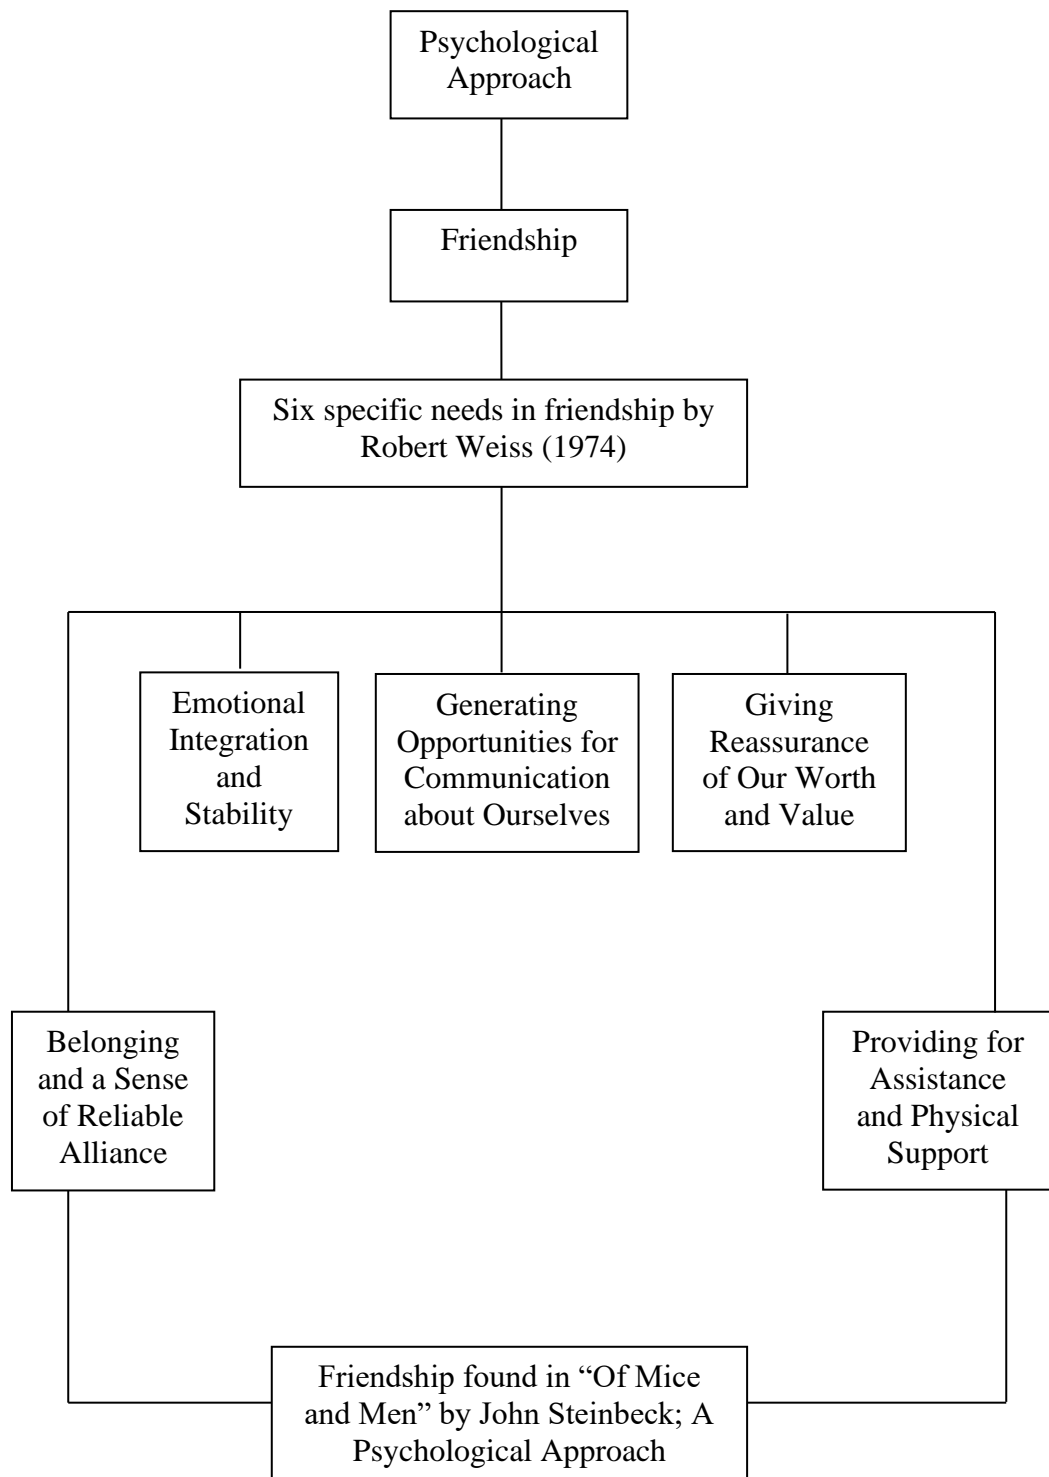 Psychological
Approach
Friendship
Six specific needs in friendship by
Robert Weiss (1974)
Emotional
Integration
and
Stability
Generating
Opportunities for
Communication
about Ourselves
Giving
Reassurance
of Our Worth
and Value
Belonging
and a Sense
of Reliable
Alliance
Providing for
Assistance
and Physical
Support
Friendship found in “Of Mice
and Men” by John Steinbeck; A
Psychological Approach